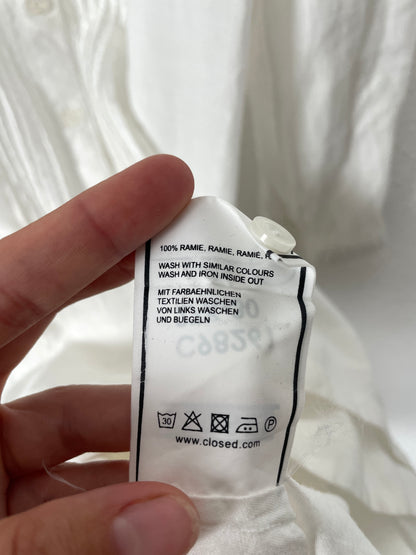 100% RAMIE, RAMIE, RAMIE,
WASH WITH SIMILAR COLOURS
WASH AND IRON INSIDE OUT
MIT FARBAEHNLICHEN
TEXTILIEN WASCHEN
VON LINKS WASCHEN
UND BUEGELN
30 P
www.closed.com